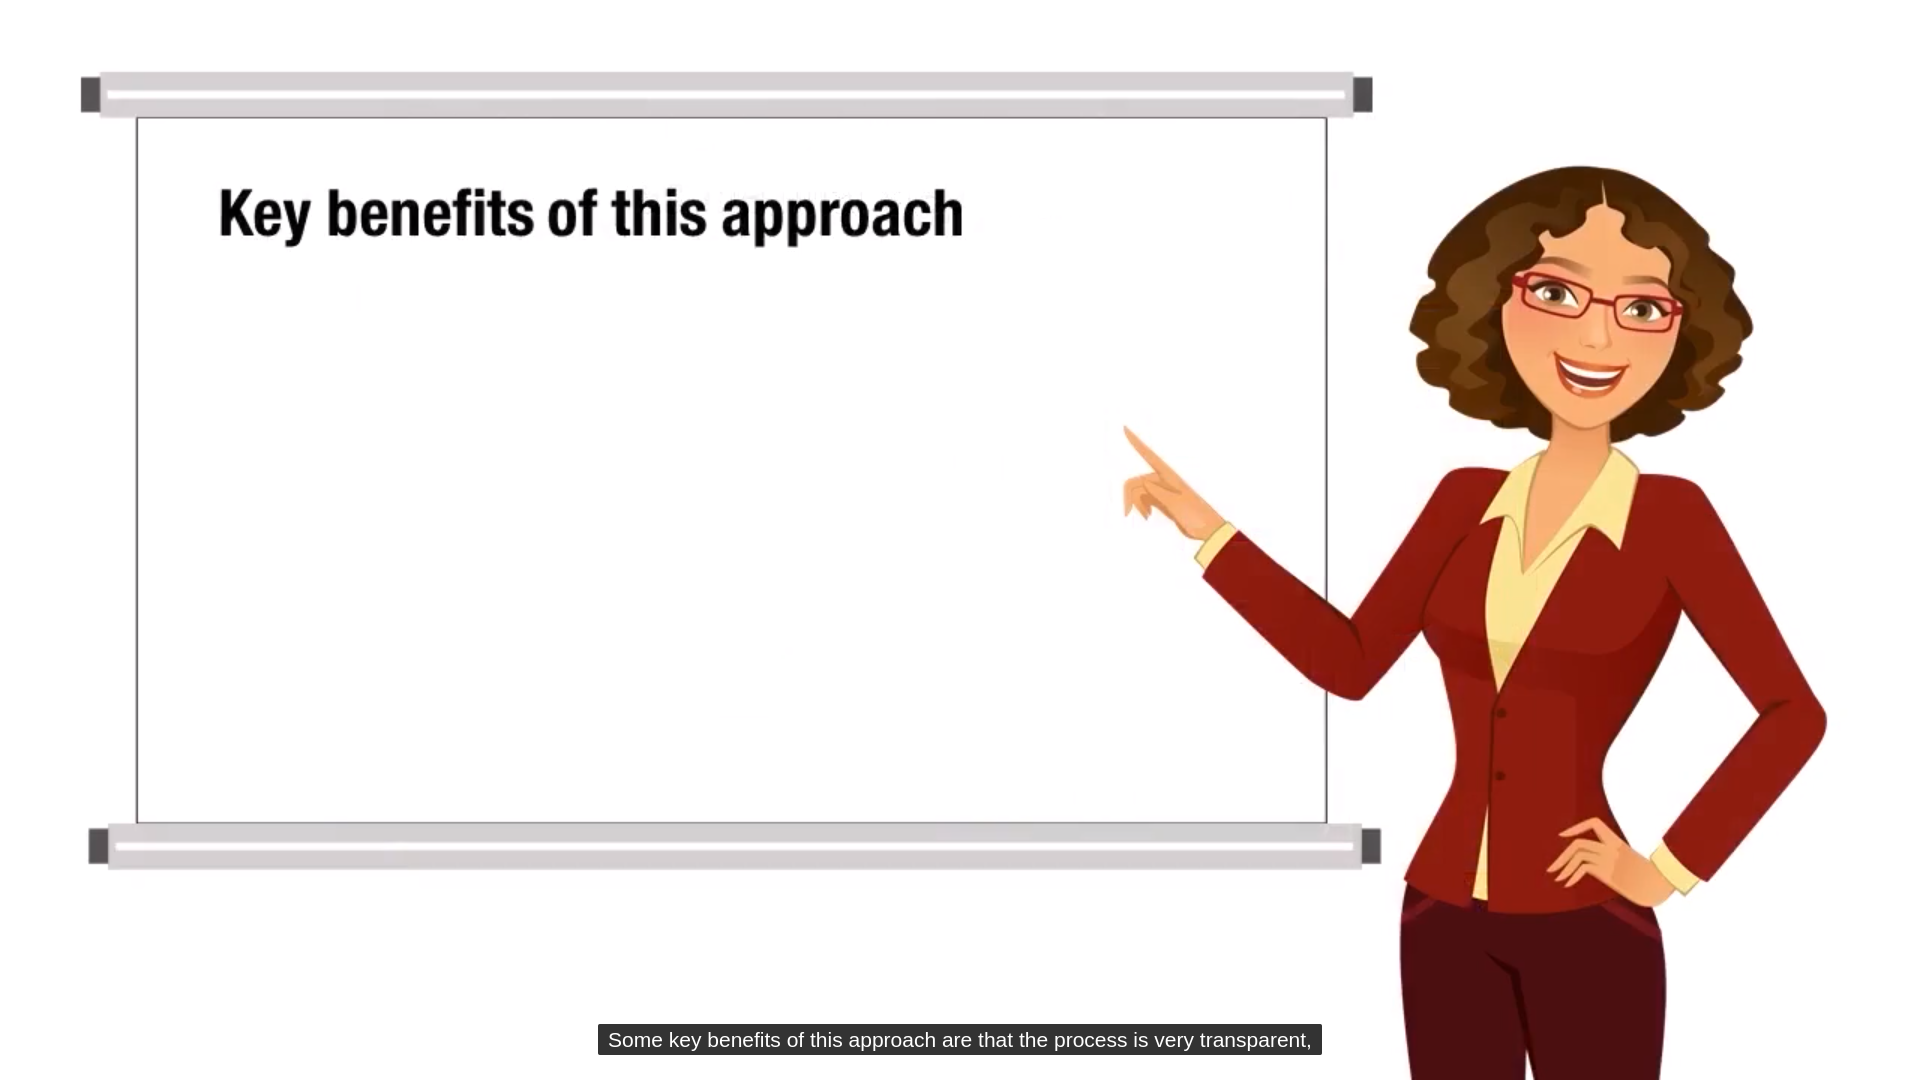 Key benefits of this approach
Some key benefits of this approach are that the process is very transparent,